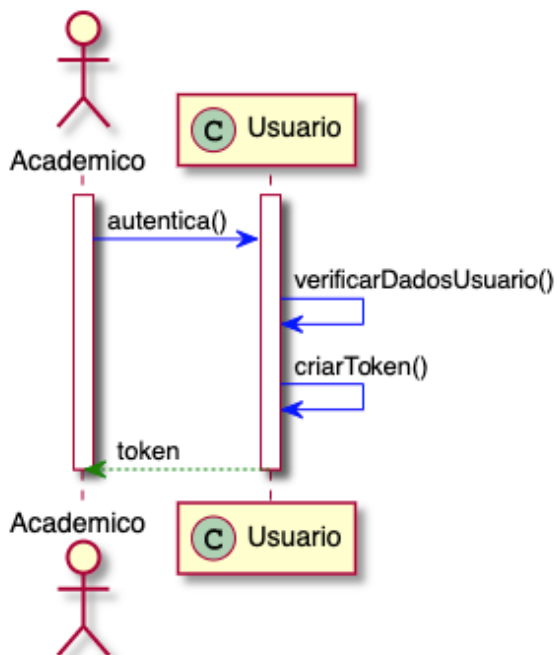 Academico
C Usuario
autentica()
verificarDadosUsuario()
criarToken()
token
Academico
C Usuario